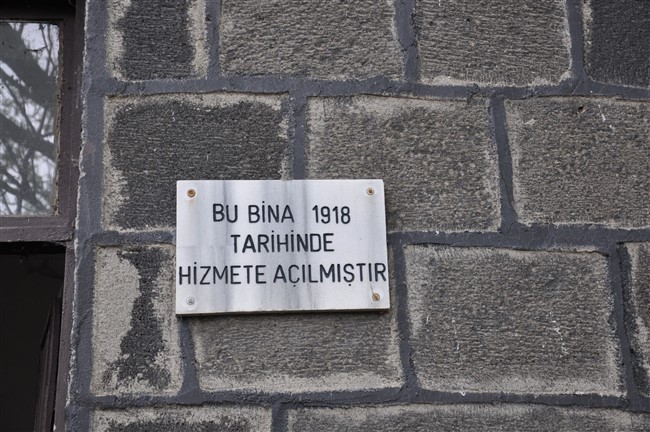 BU BİNA 1918
TARİHİNDE
HİZMETE AÇILMIŞTIR